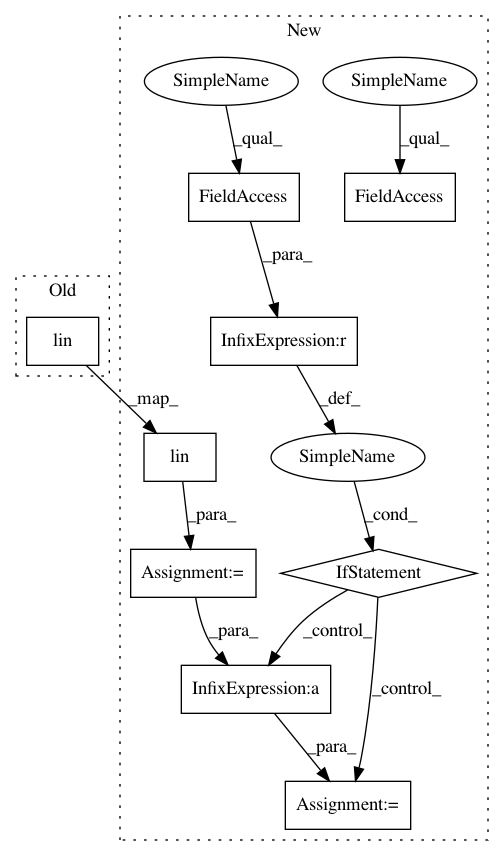 New
SimpleName
SimpleName
_qual_
_qual_
FieldAccess
FieldAccess
_para_
Old
lin
InfixExpression:r
_map_
_def_
lin
SimpleName
_para_
_cond_
Assignment:=
IfStatement
_para_
_control_
InfixExpression:a
_control_
_para_
Assignment:=